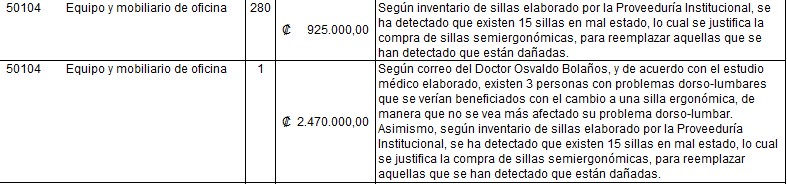 50104 Equipo y mobiliario de oficina 280 ₡ 925.000,00 Según inventario de sillas elaborado por la Proveeduría Institucional, se
ha detectado que existen 15 sillas en mal estado, lo cual se justifica la
compra de sillas semiergonómicas, para reemplazar aquellas que se
han detectado que están dañadas.
50104 Equipo y mobiliario de oficina 1 ₡ 2.470.000,00 Según correo del Doctor Osvaldo Bolaños, y de acuerdo con el estudio
médico elaborado, existen 3 personas con problemas dorso-lumbares
que se verían beneficiados con el cambio a una silla ergonómica, de
manera que no se vea más afectado su problema dorso-lumbar.
Asimismo, según inventario de sillas elaborado por la Proveeduría
Institucional, se ha detectado que existen 15 sillas en mal estado, lo cual
se justifica la compra de sillas semiergonómicas, para reemplazar
aquellas que se han detectado que están dañadas.